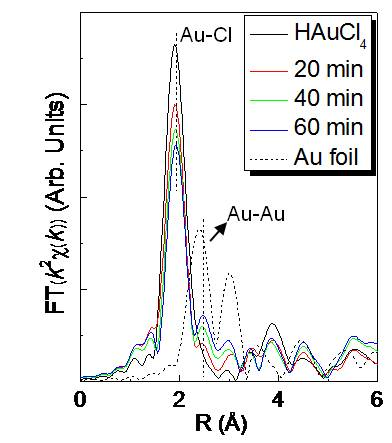 Au-Cl
HAuCl4
20 min
40 min
60 min
Au foil
Au-Au
FT(k²χ(k)) (Arb. Units)
0 2 4 6
R (Å)